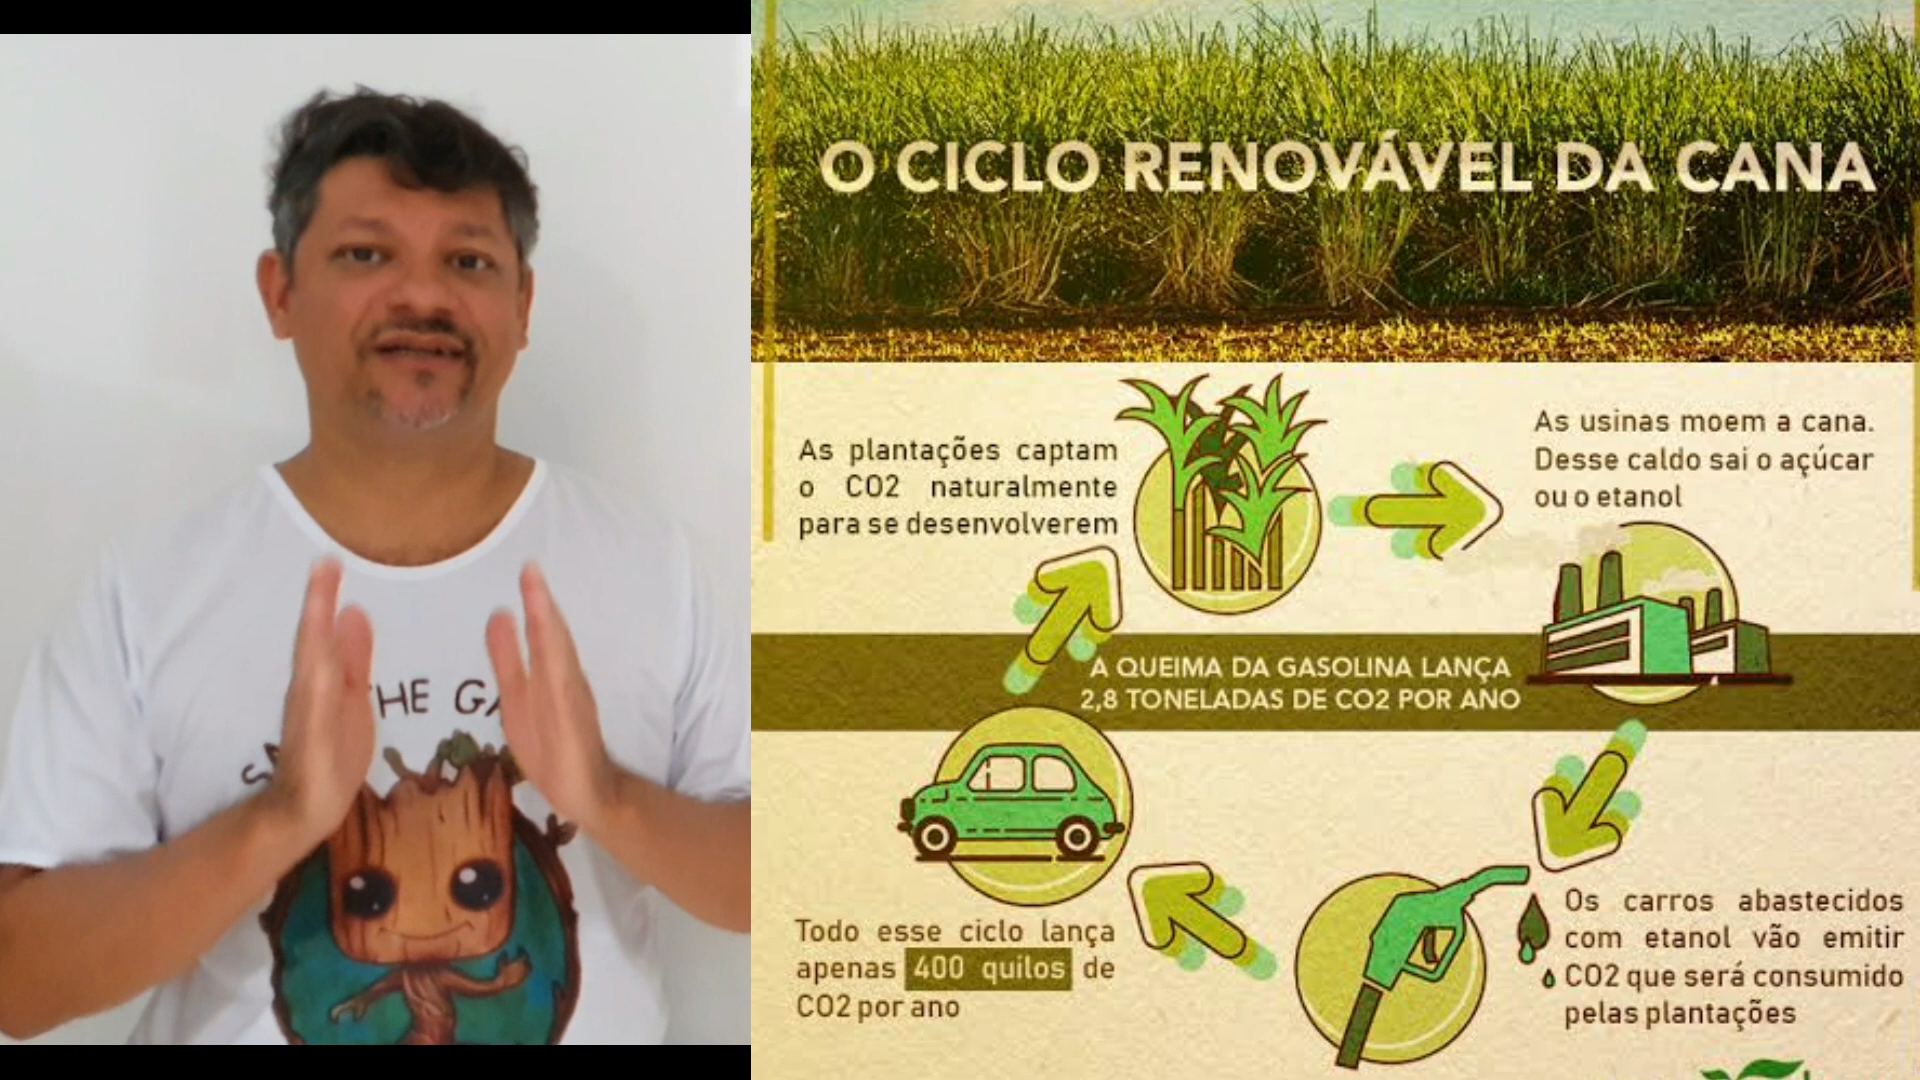 THE
O CICLO RENOVÁVEL DA CANA
As plantações captam
o CO2 naturalmente
para se desenvolverem
As usinas moem a cana.
Desse caldo sai o açúcar
ou o etanol
A QUEIMA DA GASOLINA LANÇA
2,8 TONELADAS DE CO2 POR ANO
Todo esse ciclo lança
apenas 400 quilos de
CO2 por ano
Os carros abastecidos
com etanol vão emitir
CO2 que será consumido
pelas plantações